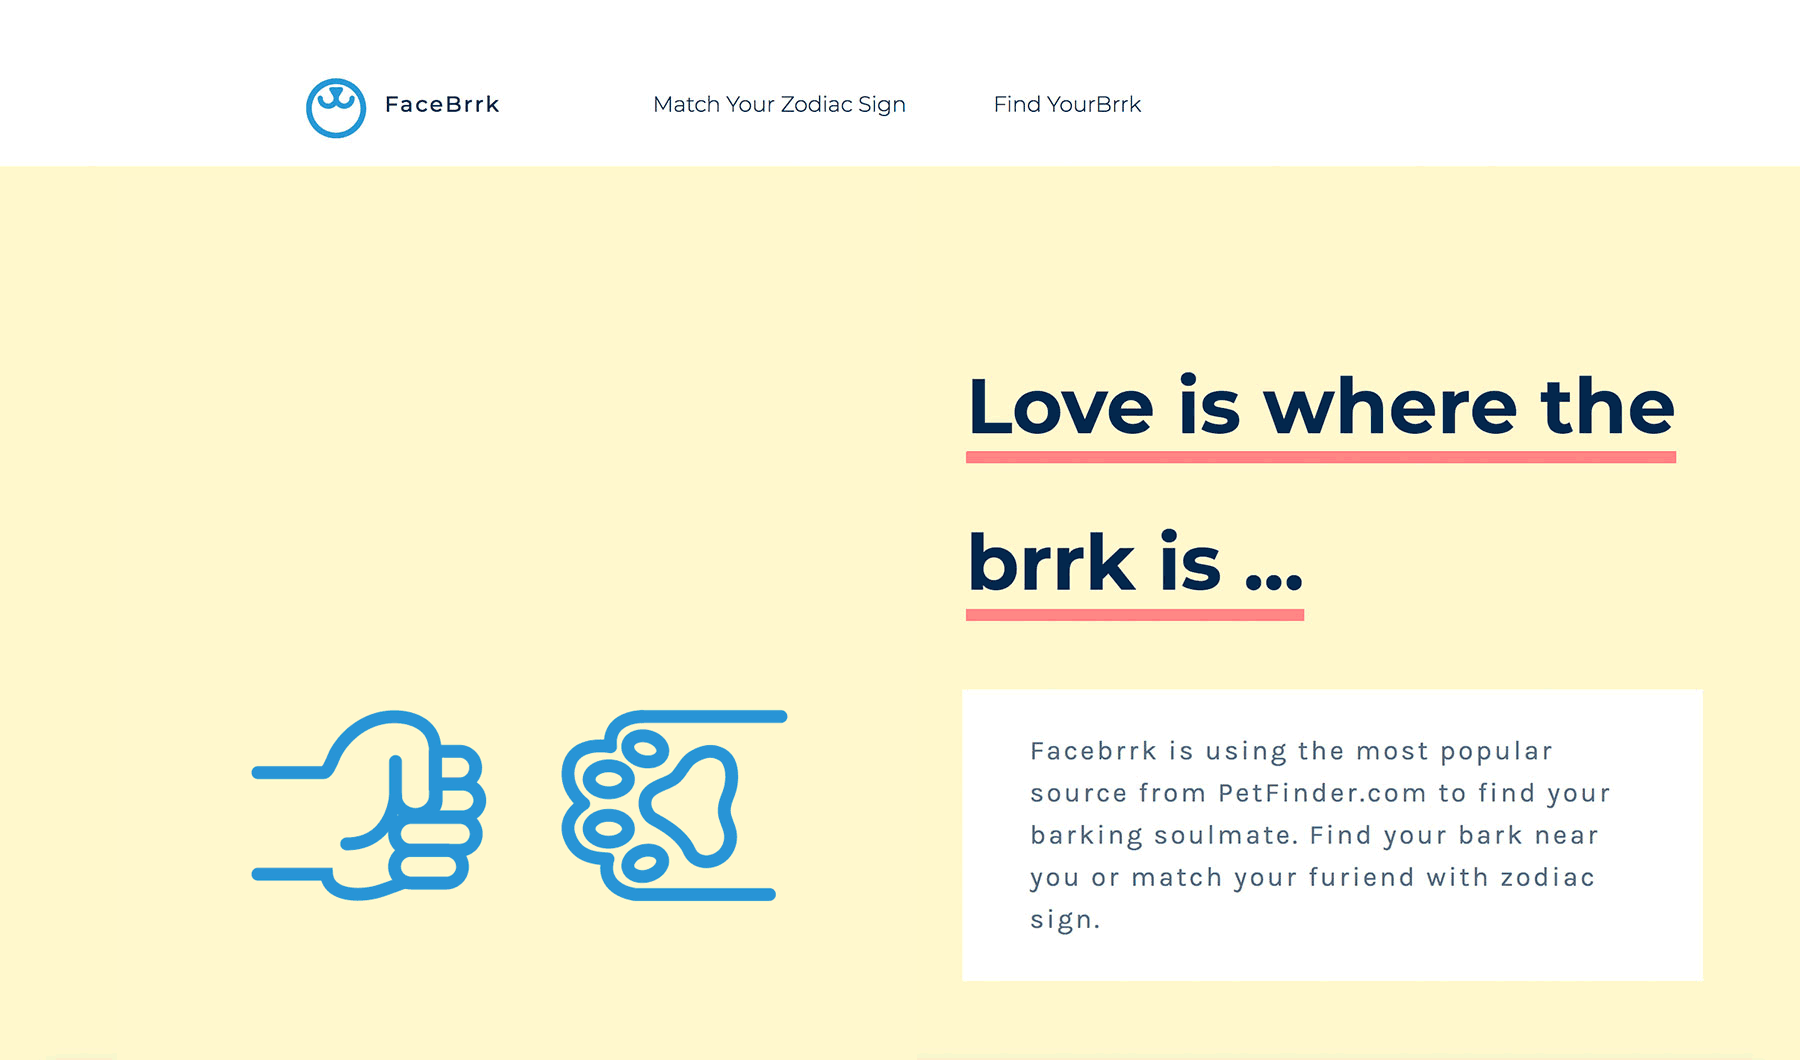 FaceBrrk
Match Your Zodiac Sign
Find YourBrrk
Love is where the
brrk is ...
Facebrrk is using the most popular
source from PetFinder.com to find your
barking soulmate. Find your bark near
you or match your furiend with zodiac
sign.